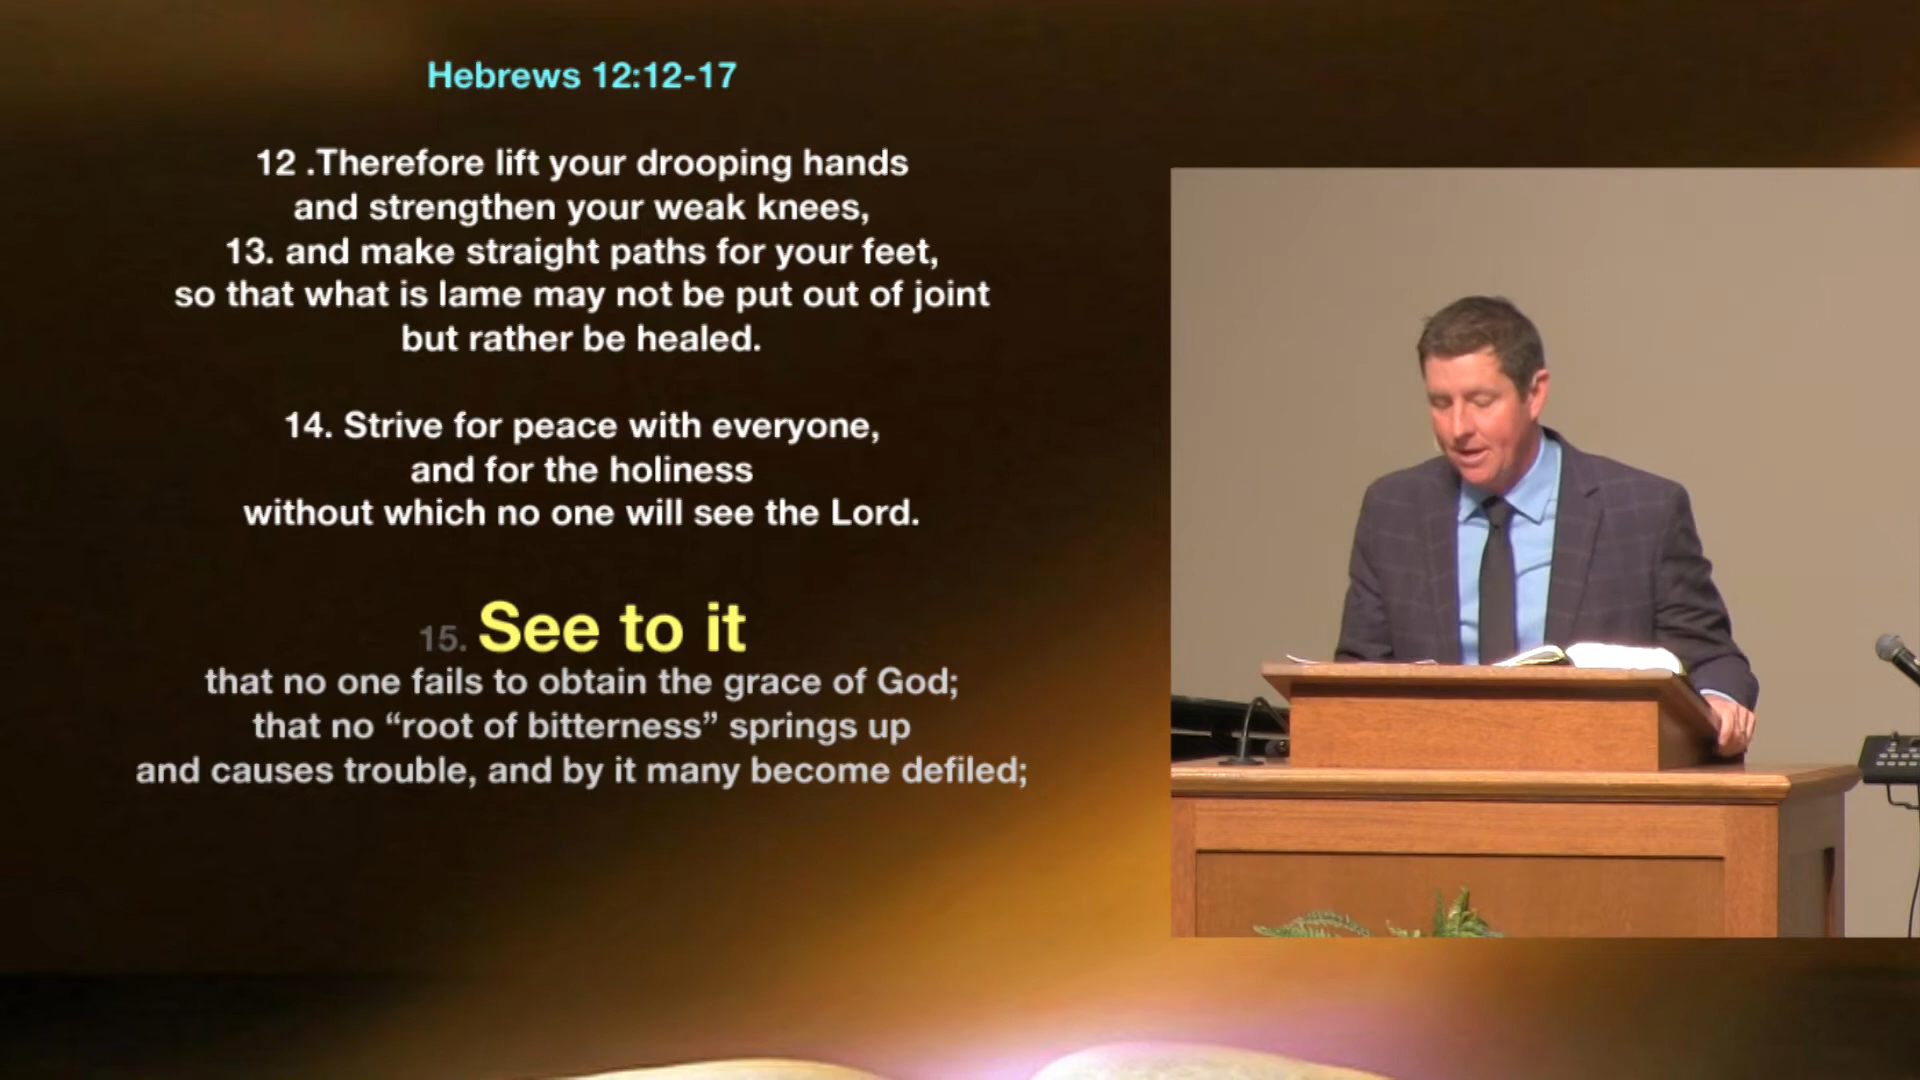 Hebrews 12:12-17
12 .Therefore lift your drooping hands
and strengthen your weak knees,
13. and make straight paths for your feet,
so that what is lame may not be put out of joint
but rather be healed.
14. Strive for peace with everyone,
and for the holiness
without which no one will see the Lord.
15. See to it
that no one fails to obtain the grace of God;
that no “root of bitterness” springs up
and causes trouble, and by it many become defiled;